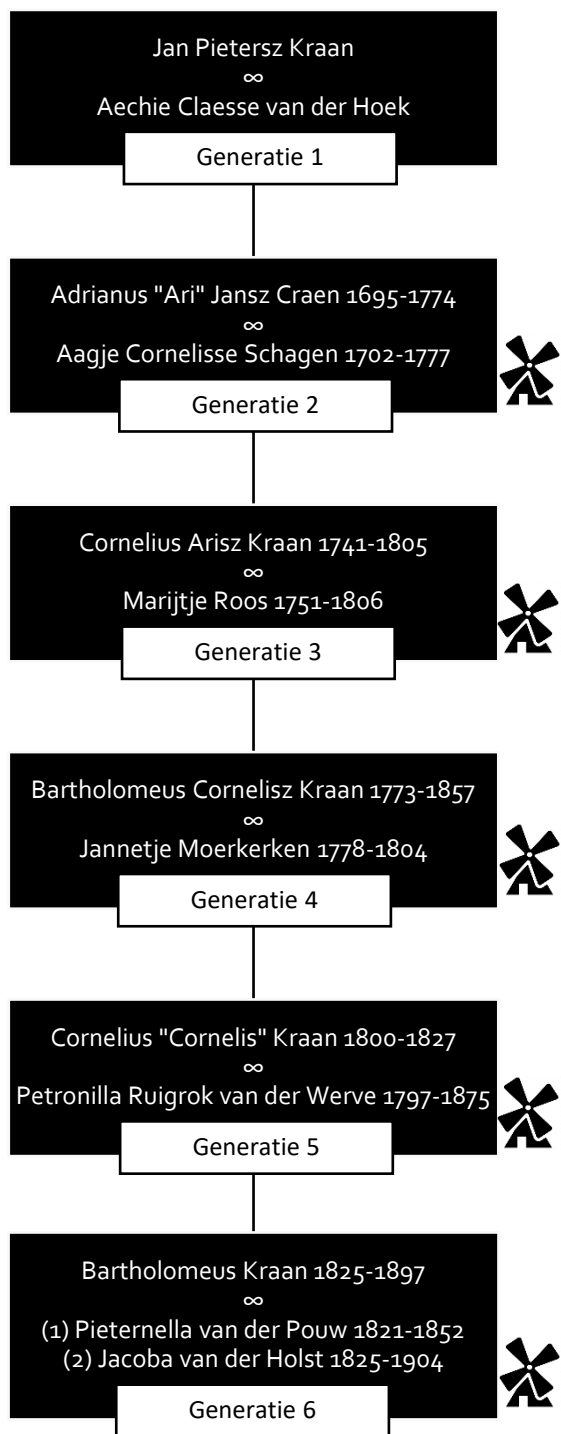 Jan Pietersz Kraan
∞
Aechie Claesse van der Hoek
Generatie 1
Adrianus "Ari" Jansz Craen 1695-1774
∞
Aagje Cornelisse Schagen 1702-1777
Generatie 2
Cornelius Arisz Kraan 1741-1805
∞
Marijtje Roos 1751-1806
Generatie 3
Bartholomeus Cornelisz Kraan 1773-1857
∞
Jannetje Moerkerken 1778-1804
Generatie 4
Cornelius "Cornelis" Kraan 1800-1827
∞
Petronilla Ruigrok van der Werve 1797-1875
Generatie 5
Bartholomeus Kraan 1825-1897
∞
(1) Pieternella van der Pouw 1821-1852
(2) Jacoba van der Holst 1825-1904
Generatie 6